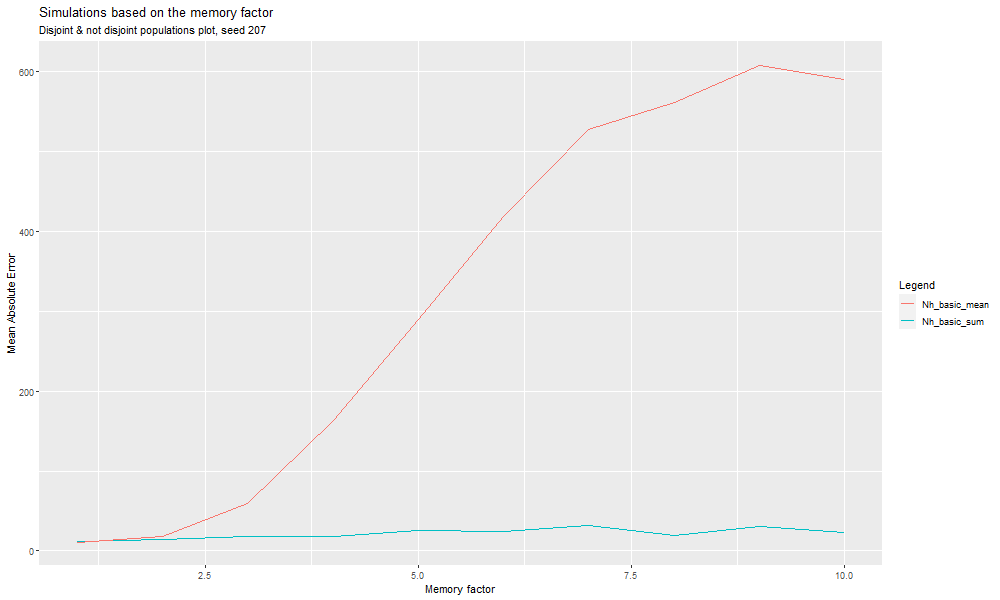 Simulations based on the memory factor
Disjoint & not disjoint populations plot, seed 207
Mean Absolute Error
600
400
200
0
2.5
5.0
7.5
10.0
Memory factor
Legend
Nh_basic_mean
Nh_basic_sum